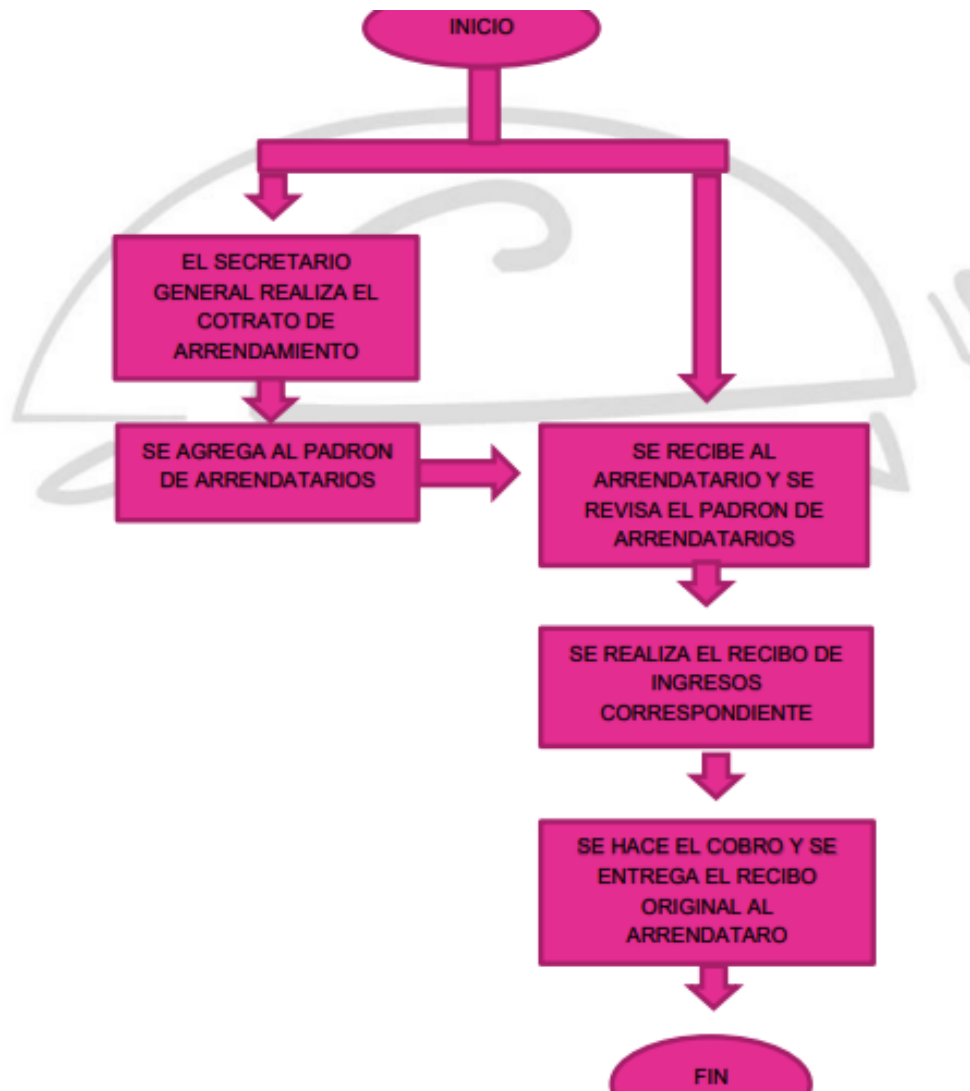 INICIO
EL SECRETARIO
GENERAL REALIZA EL
COTRATO DE
ARRENDAMIENTO
SE AGREGA AL PADRON
DE ARRENDATARIOS
SE RECIBE AL
ARRENDATARIO Y SE
REVISA EL PADRON DE
ARRENDATARIOS
SE REALIZA EL RECIBO DE
INGRESOS
CORRESPONDIENTE
SE HACE EL COBRO Y SE
ENTREGA EL RECIBO
ORIGINAL AL
ARRENDATARO
FIN